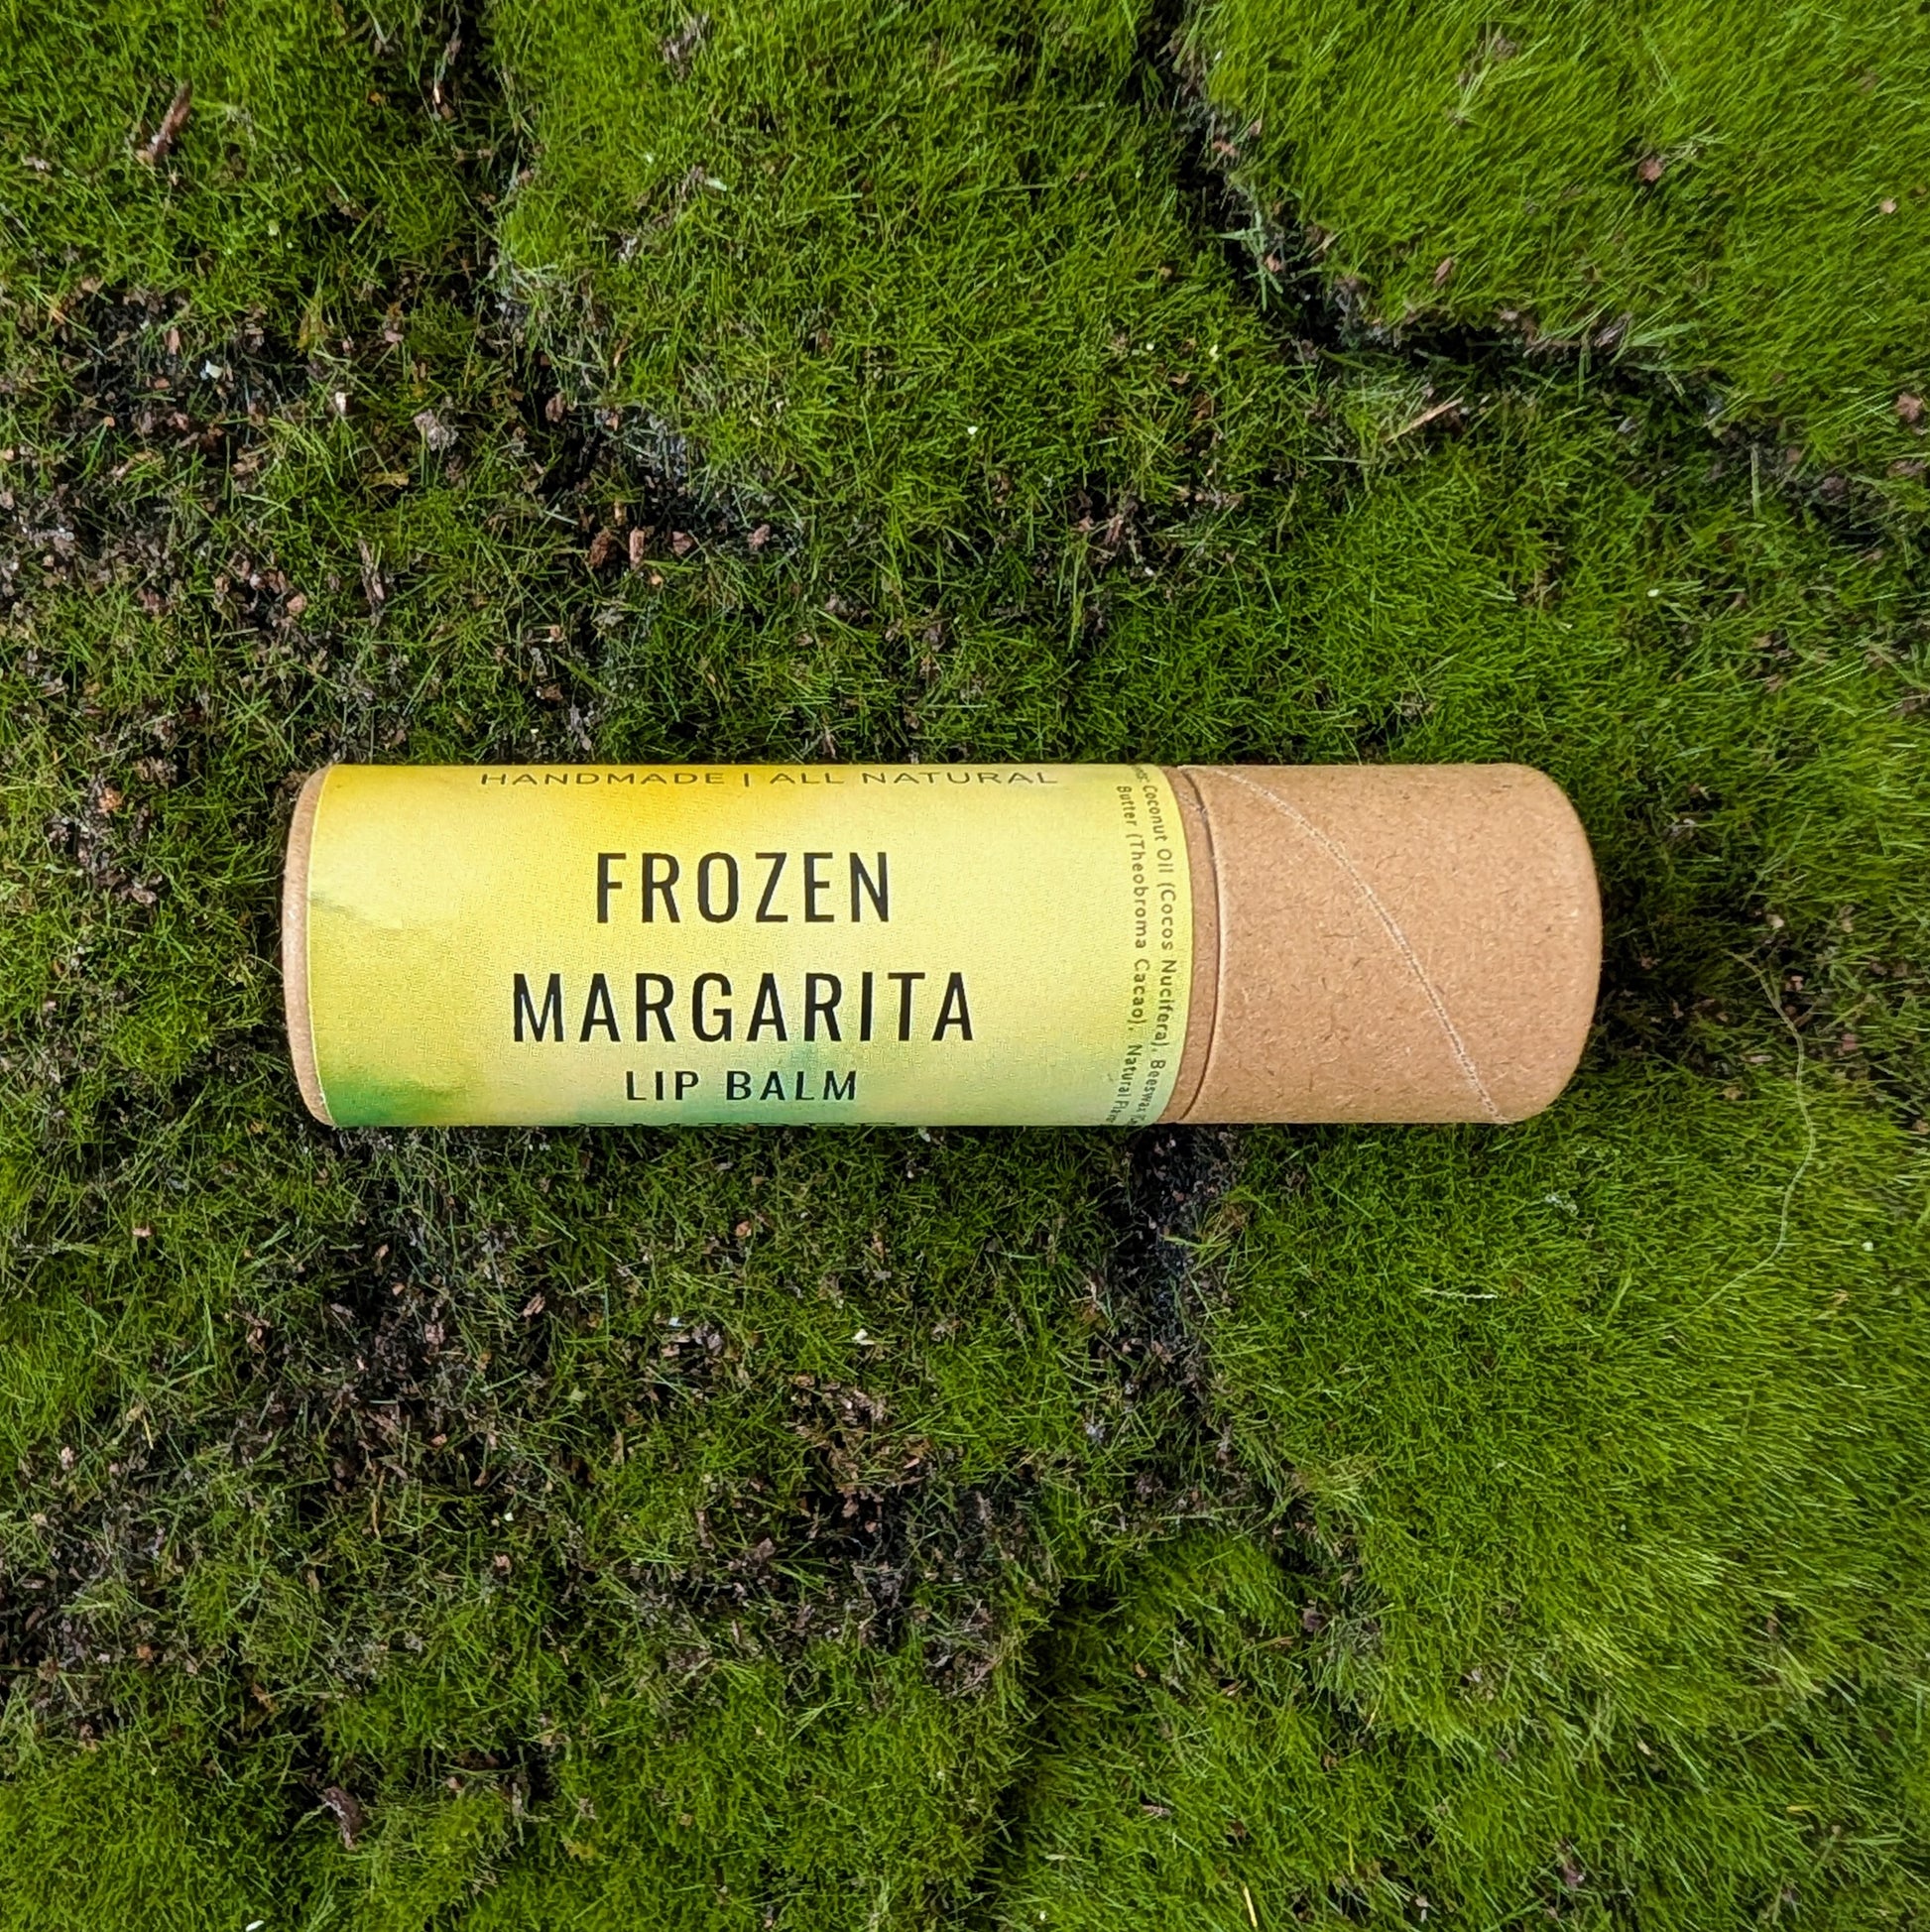 HANDMADE | ALL NATURAL
FROZEN
MARGARITA
LIP BALM
Coconut Oil (Cocos Nucifera), Beeswax
Butter (Theobroma Cacao), Natural